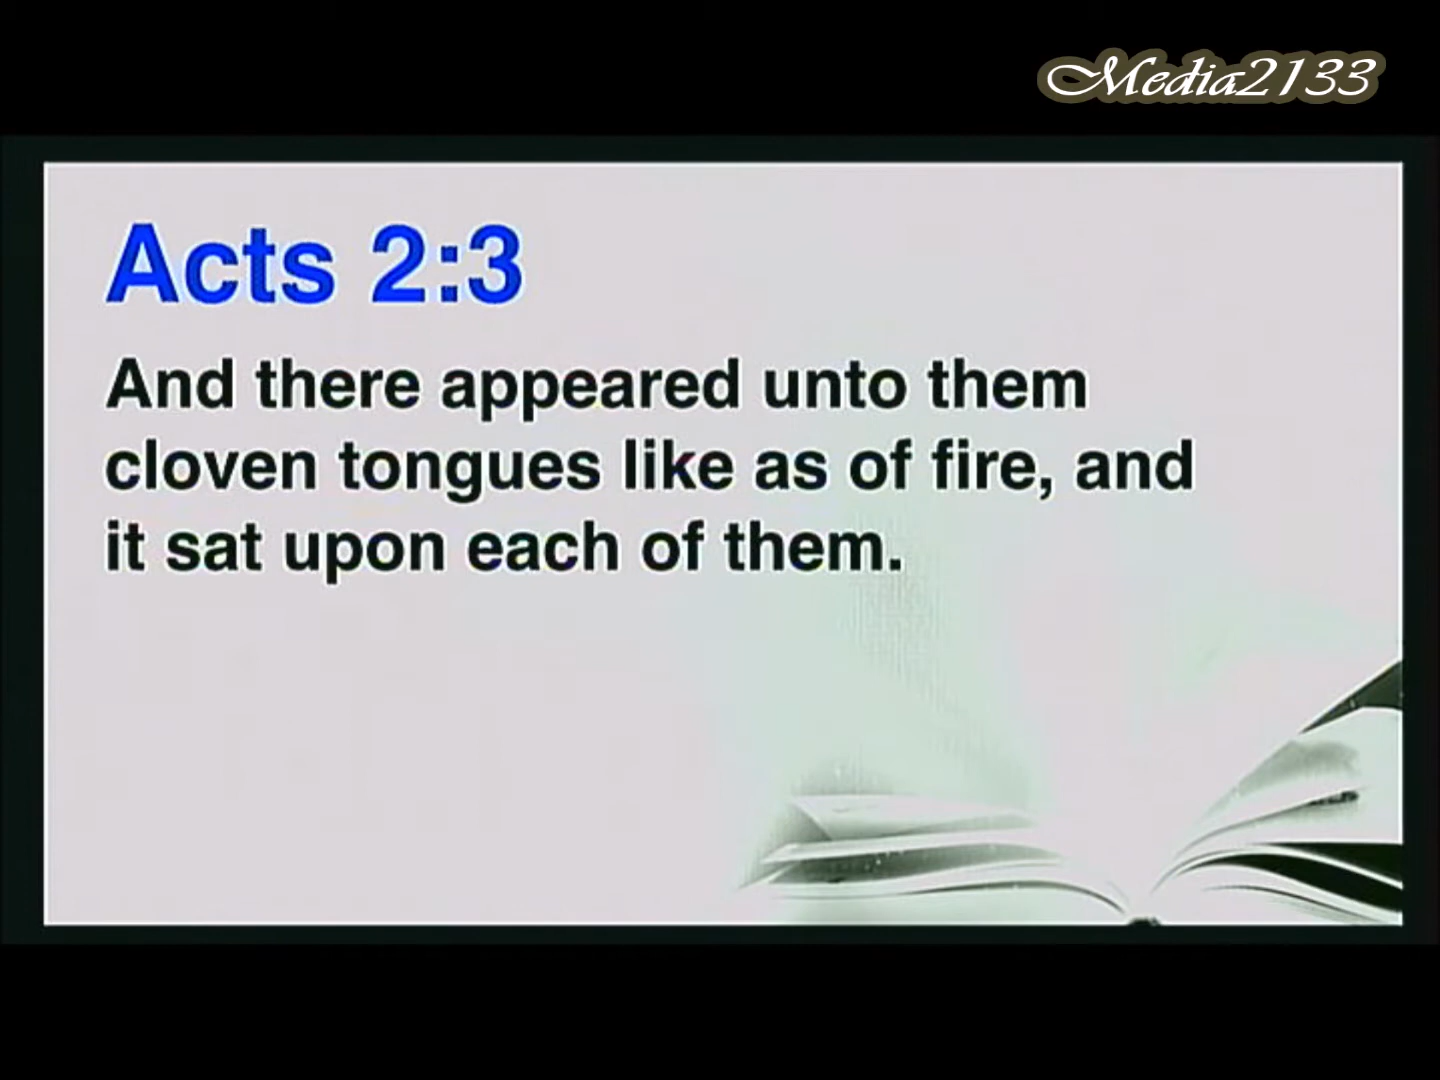 Media2133
Acts 2:3
And there appeared unto them
cloven tongues like as of fire, and
it sat upon each of them.